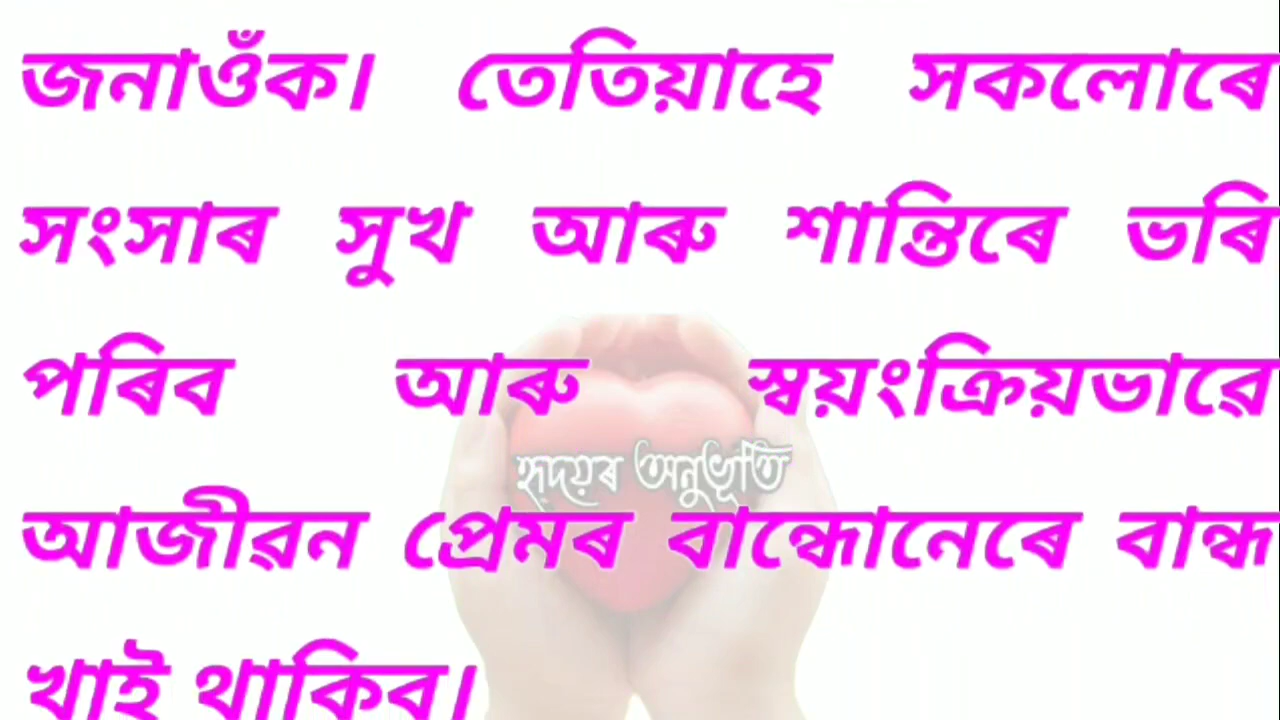 জনাওঁক। তেতিয়াহে সকলোৰে
সংসাৰ সুখ আৰু শান্তিৰে ভৰি
পৰিব আৰু স্বয়ংক্ৰিয়ভাৱে
হৃদয়ৰ অনুভূতি
আজীৱন প্ৰেমৰ বান্ধোনেৰে বান্ধ
খাই থাকিব।